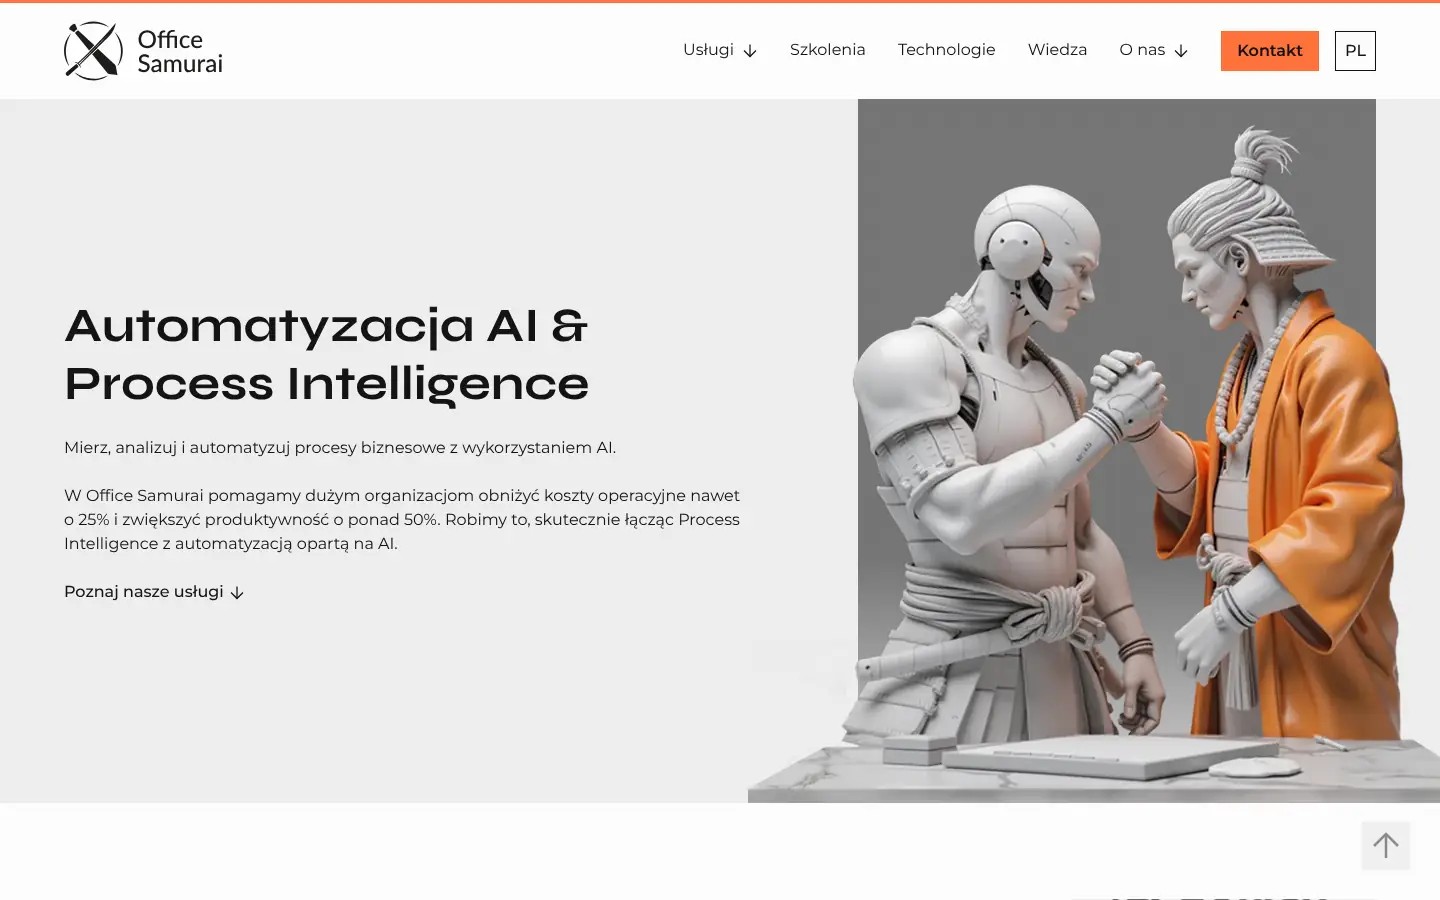 Office
Samurai
Usługi
Szkolenia
Technologie
Wiedza
O nas
Kontakt
PL
Automatyzacja AI &
Process Intelligence
Mierz, analizuj i automatyzuj procesy biznesowe z wykorzystaniem AI.
W Office Samurai pomagamy dużym organizacjom obniżyć koszty operacyjne nawet
o 25% i zwiększyć produktywność o ponad 50%. Robimy to, skutecznie łącząc Process
Intelligence z automatyzacją opartą na AI.
Poznaj nasze usługi